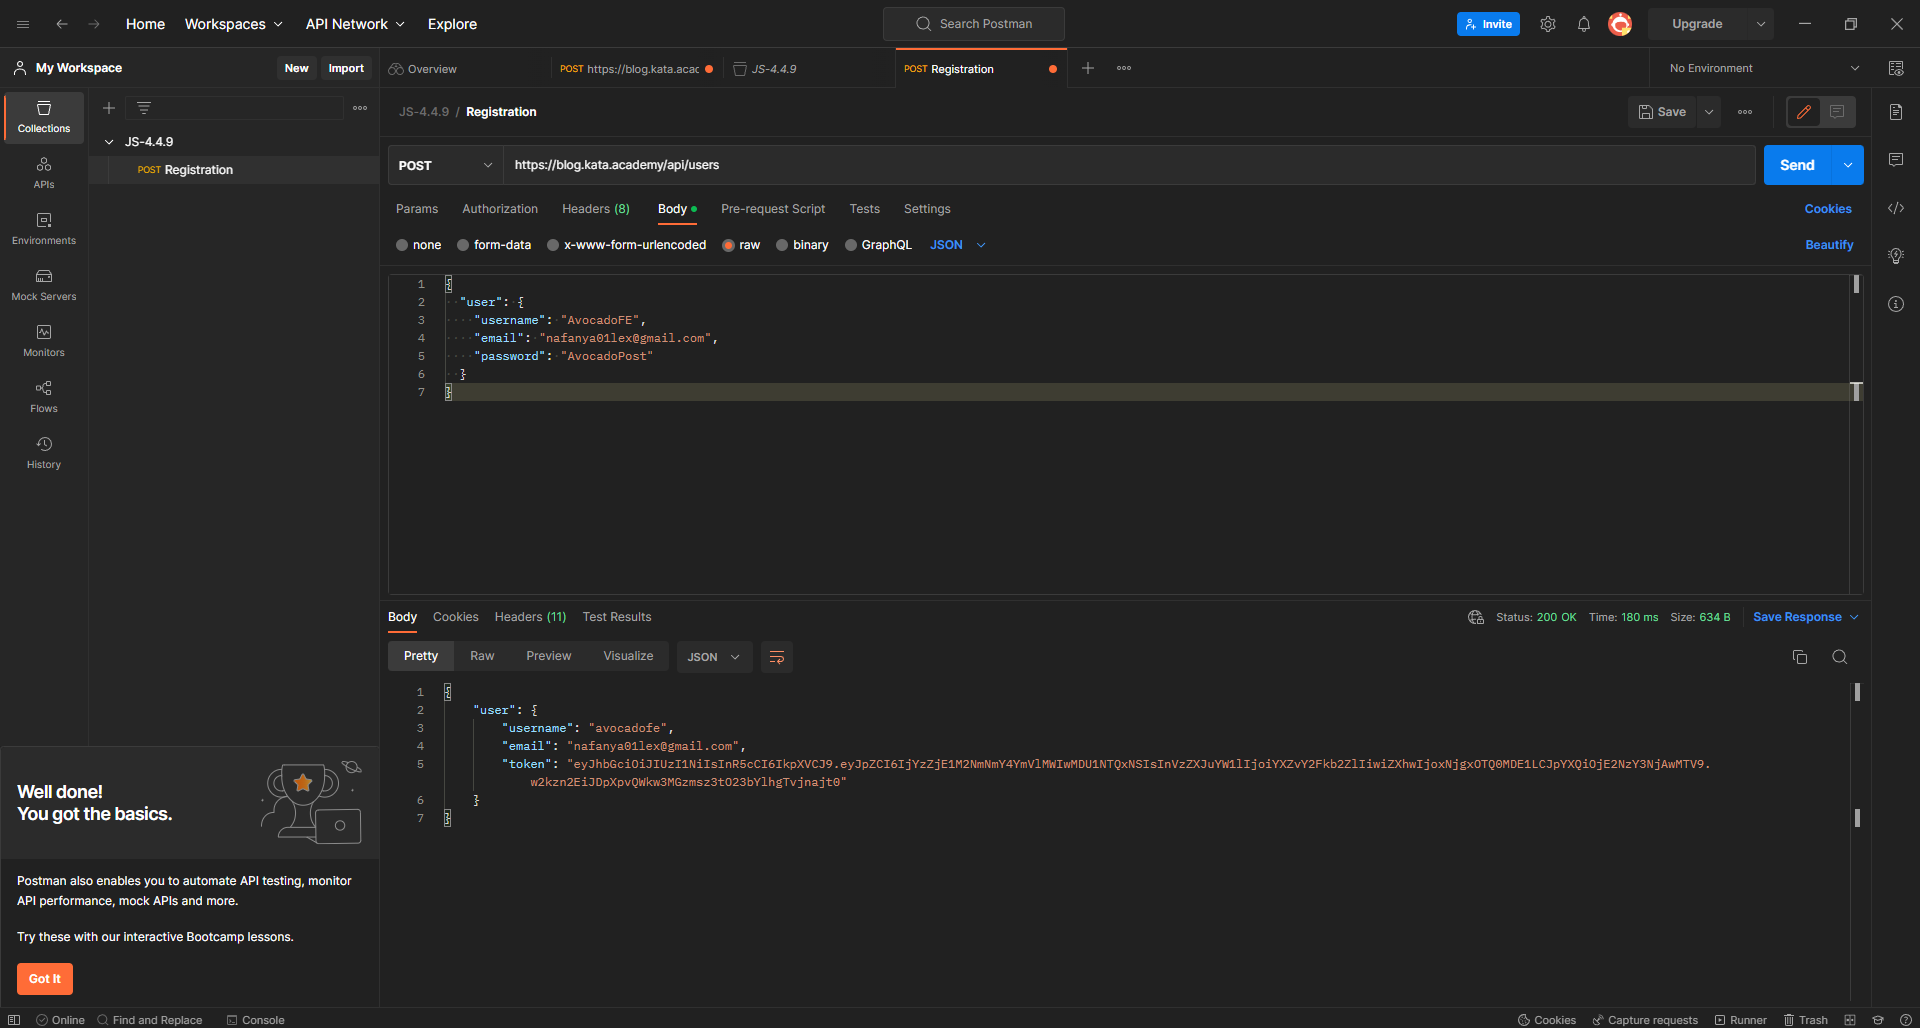 Home Workspaces API Network Explore Search Postman Invite Upgrade
My Workspace New Import Overview POST https://blog.kata.acac JS-4.4.9 POST Registration No Environment
Collections
APIs
Environments
Mock Servers
Monitors
Flows
History
JS-4.4.9
POST Registration
JS-4.4.9 / Registration Save
POST https://blog.kata.academy/api/users Send
Params Authorization Headers (8) Body Pre-request Script Tests Settings Cookies
none form-data x-www-form-urlencoded raw binary GraphQL JSON Beautify
1 {
2 "user": {
3 "username": "AvocadoFE",
4 "email": "nafanya01lex@gmail.com",
5 "password": "AvocadoPost"
6 }
7 }
Body Cookies Headers (11) Test Results Status: 200 OK Time: 180 ms Size: 634 B Save Response
Pretty Raw Preview Visualize JSON
1 {
2 "user": {
3 "username": "avocadofe",
4 "email": "nafanya01lex@gmail.com",
5 "token":
6 }
7 }
Well done!
You got the basics.
Postman also enables you to automate API testing, monitor
API performance, mock APIs and more.
Try these with our interactive Bootcamp lessons.
Got It
Online Find and Replace Console Cookies Capture requests Runner Trash